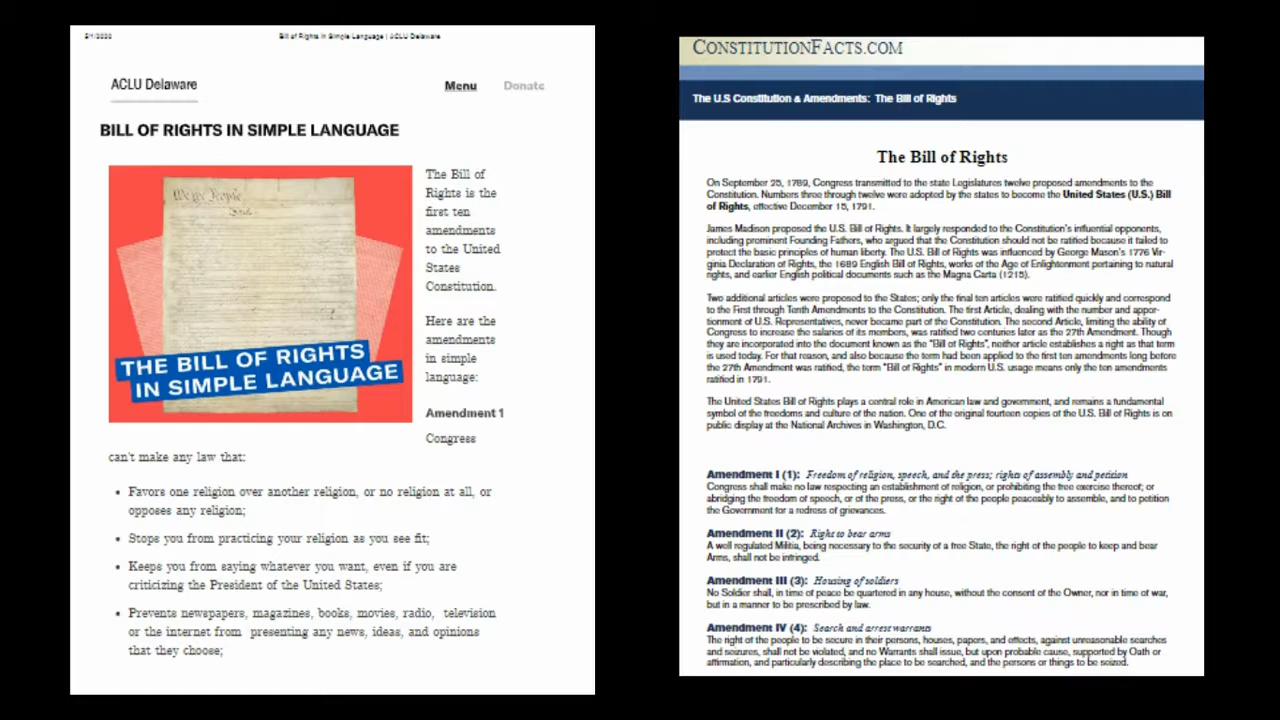 5/1/2020
Bill of Rights in Simple Language | ACLU Delaware
ACLU Delaware
Menu
Donate
BILL OF RIGHTS IN SIMPLE LANGUAGE
We the People
THE BILL OF RIGHTS
IN SIMPLE LANGUAGE
The Bill of
Rights is the
first ten
amendments
to the United
States
Constitution.
Here are the
amendments
in simple
language:
Amendment 1
Congress
can't make any law that:
• Favors one religion over another religion, or no religion at all, or
opposes any religion;
• Stops you from practicing your religion as you see fit;
• Keeps you from saying whatever you want, even if you are
criticizing the President of the United States;
• Prevents newspapers, magazines, books, movies, radio, television
or the internet from presenting any news, ideas, and opinions
that they choose;
CONSTITUTIONFACTS.COM
The U.S Constitution & Amendments: The Bill of Rights
The Bill of Rights
On September 25, 1789, Congress transmitted to the state Legislatures twelve proposed amendments to the
Constitution. Numbers three through twelve were adopted by the states to become the United States (U.S.) Bill
of Rights, effective December 15, 1791.
James Madison proposed the U.S. Bill of Rights. It largely responded to the Constitution's influential opponents,
including prominent Founding Fathers, who argued that the Constitution should not be ratified because it failed to
protect the basic principles of human liberty. The U.S. Bill of Rights was influenced by George Mason's 1776 Vir-
ginia Declaration of Rights, the 1689 English Bill of Rights, works of the Age of Enlightenment pertaining to natural
rights, and earlier English political documents such as the Magna Carta (1215).
Two additional articles were proposed to the States; only the final ten articles were ratified quickly and correspond
to the First through Tenth Amendments to the Constitution. The first Article, dealing with the number and appor-
tionment of U.S. Representatives, never became part of the Constitution. The second Article, limiting the ability of
Congress to increase the salaries of its members, was ratified two centuries later as the 27th Amendment. Though
they are incorporated into the document known as the "Bill of Rights", neither article establishes a right as that term
is used today. For that reason, and also because the term had been applied to the first ten amendments long before
the 27th Amendment was ratified, the term "Bill of Rights" in modern U.S. usage means only the ten amendments
ratified in 1791.
The United States Bill of Rights plays a central role in American law and government, and remains a fundamental
symbol of the freedoms and culture of the nation. One of the original fourteen copies of the U.S. Bill of Rights is on
public display at the National Archives in Washington, D.C.
Amendment I (1): Freedom of religion, speech, and the press; rights of assembly and petition
Congress shall make no law respecting an establishment of religion, or prohibiting the free exercise thereof; or
abridging the freedom of speech, or of the press, or the right of the people peaceably to assemble, and to petition
the Government for a redress of grievances.
Amendment II (2): Right to bear arms
A well regulated Militia, being necessary to the security of a free State, the right of the people to keep and bear
Arms, shall not be infringed.
Amendment III (3): Housing of soldiers
No Soldier shall, in time of peace be quartered in any house, without the consent of the Owner, nor in time of war,
but in a manner to be prescribed by law.
Amendment IV (4): Search and arrest warrants
The right of the people to be secure in their persons, houses, papers, and effects, against unreasonable searches
and seizures, shall not be violated, and no Warrants shall issue, but upon probable cause, supported by Oath or
affirmation, and particularly describing the place to be searched, and the persons or things to be seized.